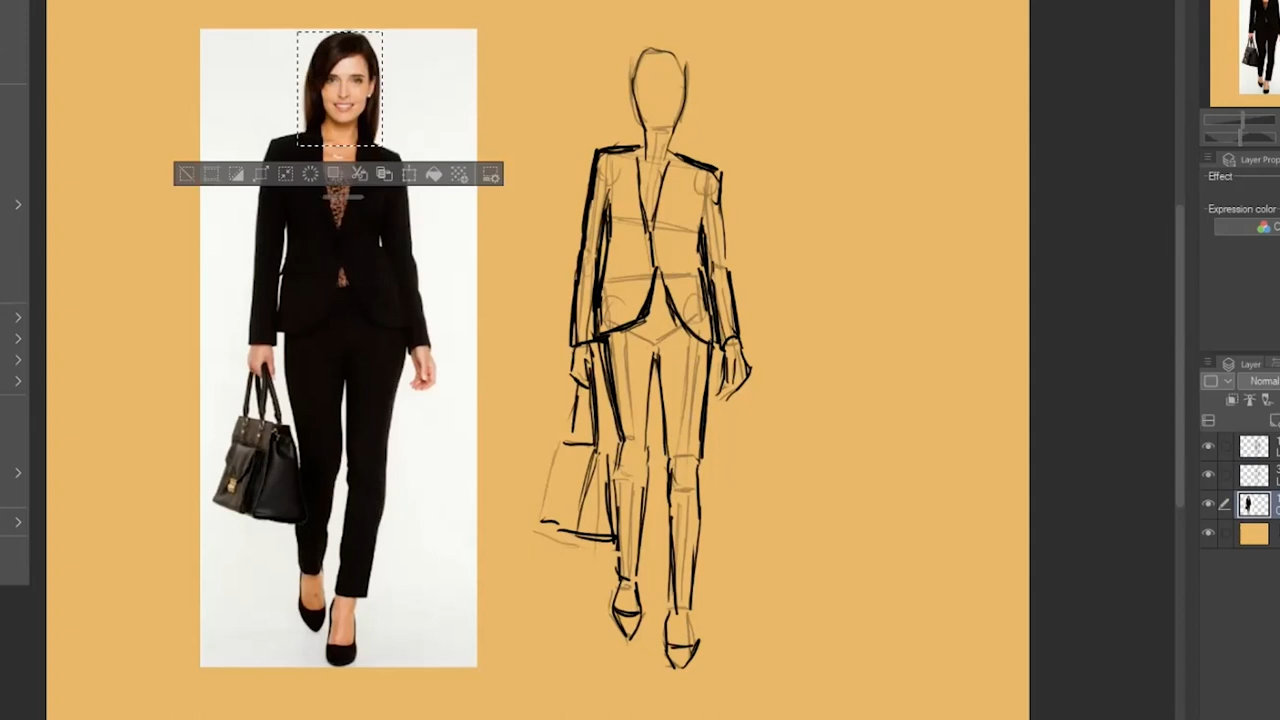 Layer Prop
Effect
Expression color
C
Layer
Normal